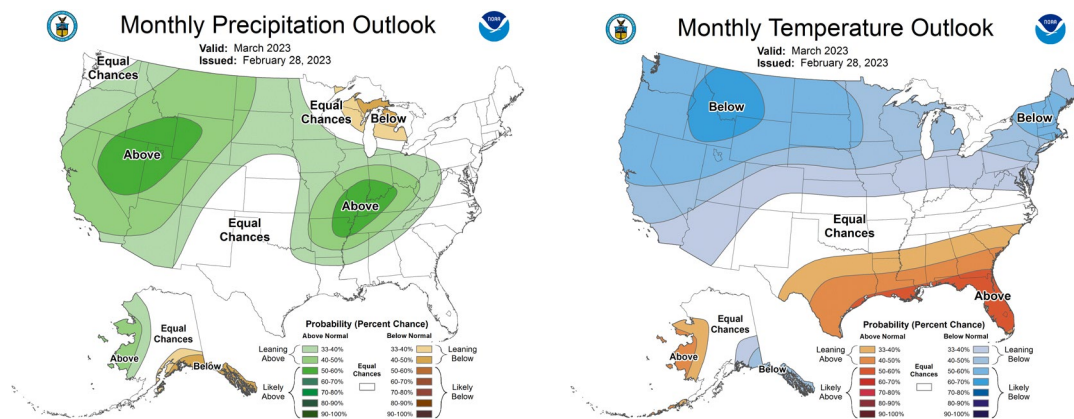 Monthly Precipitation Outlook
NOAA
Valid: March 2023
Issued: February 28, 2023
Equal
Chances
Equal
Chances
Below
Above
Above
Equal
Chances
Equal
Chances
Above
Below
Probability (Percent Chance)
Above Normal
Below Normal
Leaning
Above
33-40%
40-50%
Likely
Above
50-60%
60-70%
70-80%
80-90%
90-100%
Equal
Chances
33-40%
40-50%
Leaning
Below
50-60%
60-70%
70-80%
80-90%
90-100%
Likely
Below
Monthly Temperature Outlook
NOAA
Valid: March 2023
Issued: February 28, 2023
Below
Below
Equal
Chances
Above
Equal
Chances
Above
Below
Probability (Percent Chance)
Above Normal
Below Normal
Leaning
Above
33-40%
40-50%
Likely
Above
50-60%
60-70%
70-80%
80-90%
90-100%
Equal
Chances
33-40%
40-50%
Leaning
Below
50-60%
60-70%
70-80%
80-90%
90-100%
Likely
Below